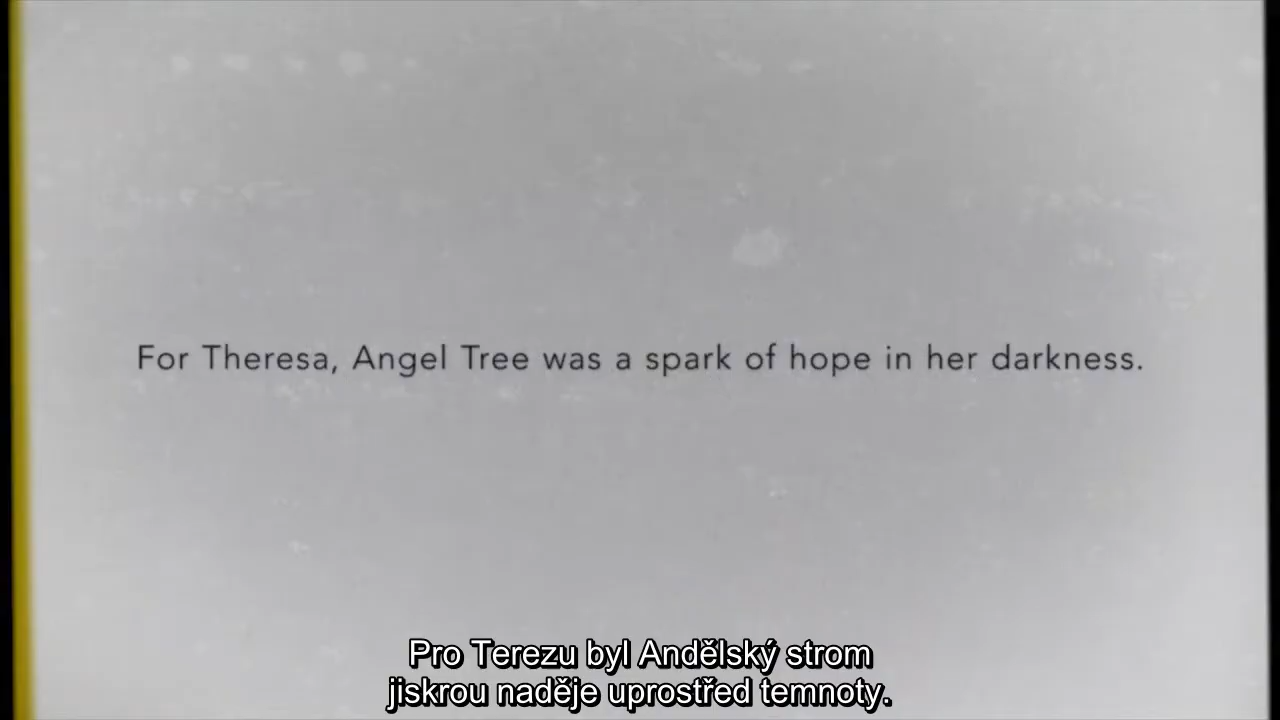 For Theresa, Angel Tree was a spark of hope in her darkness.
Pro Terezu byl Andělský strom
jiskrou naděje uprostřed temnoty.